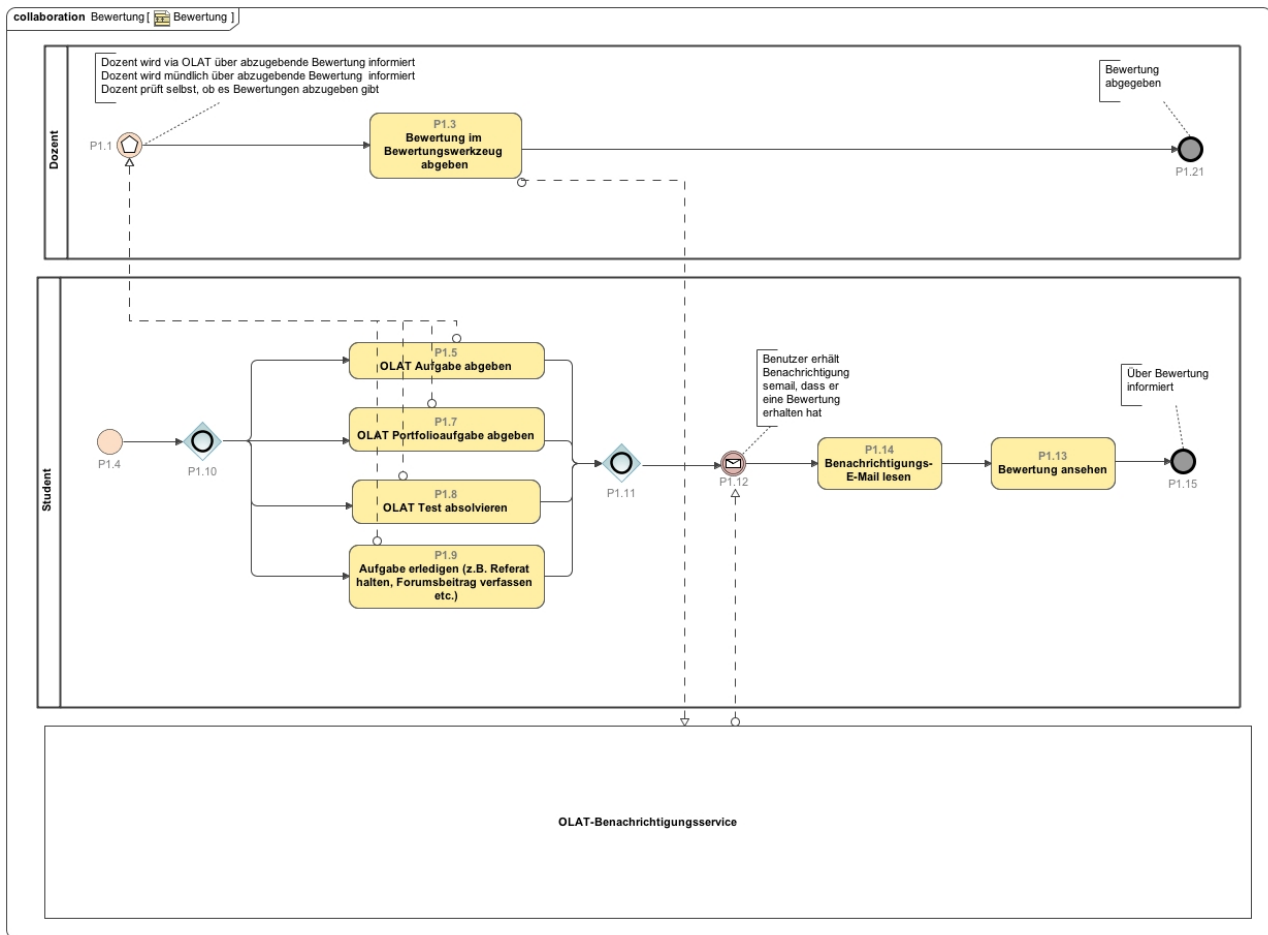 collaboration Bewertung [ Bewertung ]
Dozent
Dozent wird via OLAT über abzugebende Bewertung informiert
Dozent wird mündlich über abzugebende Bewertung informiert
Dozent prüft selbst, ob es Bewertungen abzugeben gibt
P1.1
P1.3
Bewertung im
Bewertungswerkzeug
abgeben
Bewertung
abgegeben
P1.21
Student
P1.4
P1.10
P1.5
OLAT Aufgabe abgeben
P1.7
OLAT Portfolioaufgabe abgeben
P1.8
OLAT Test absolvieren
P1.9
Aufgabe erledigen (z.B. Referat
halten, Forumsbeitrag verfassen
etc.)
P1.11
Benutzer erhält
Benachrichtigung
semail, dass er
eine Bewertung
erhalten hat
P1.12
P1.14
Benachrichtigungs-
E-Mail lesen
P1.13
Bewertung ansehen
Über Bewertung
informiert
P1.15
OLAT-Benachrichtigungsservice